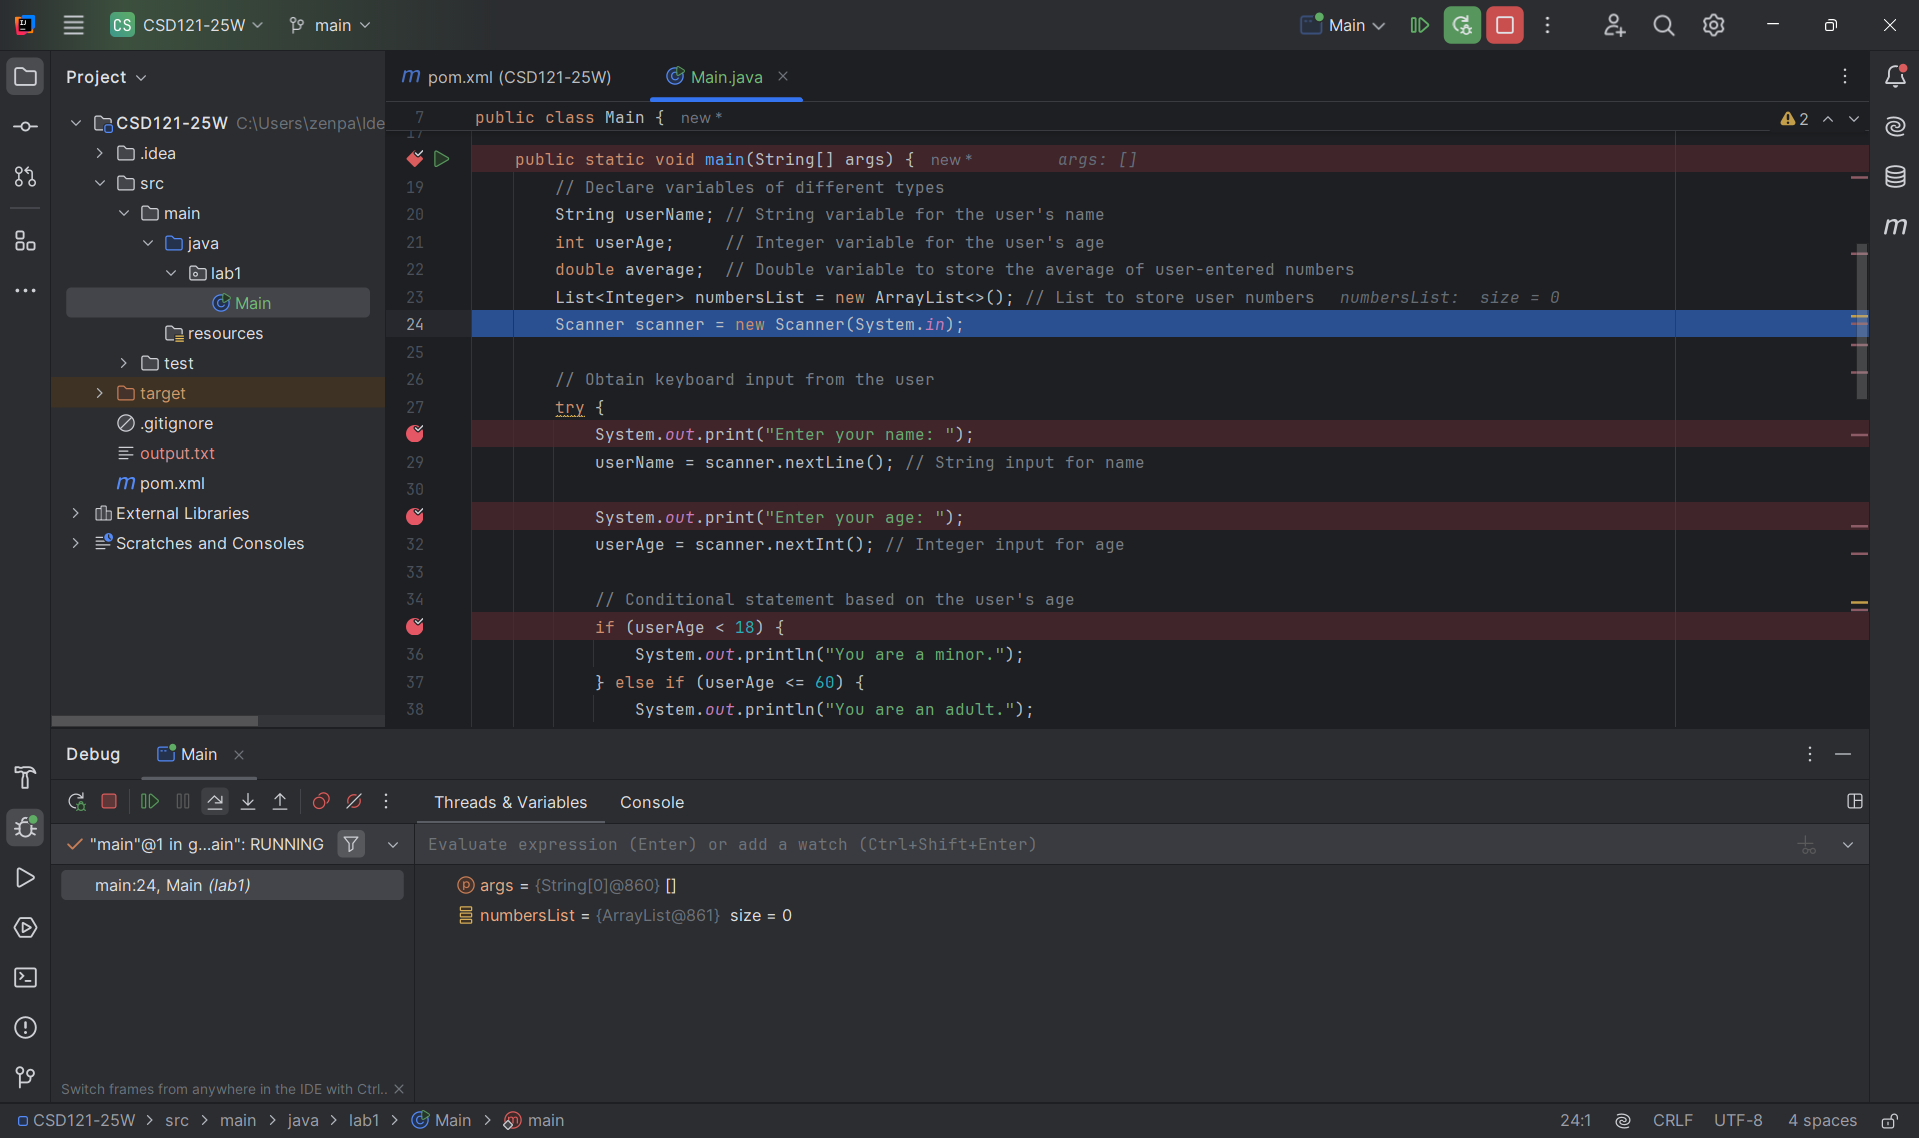 CS CSD121-25W main Main
Project
pom.xml (CSD121-25W) Main.java
CSD121-25W C:\Users\zenpa\Ide
.idea
src
main
java
lab1
Main
resources
test
target
.gitignore
output.txt
pom.xml
External Libraries
Scratches and Consoles
7 public class Main { new *
2
17
public static void main(String[] args) { new * args: []
19 // Declare variables of different types
20 String userName; // String variable for the user's name
21 int userAge; // Integer variable for the user's age
22 double average; // Double variable to store the average of user-entered numbers
23 List<Integer> numbersList = new ArrayList<>(); // List to store user numbers numbersList: size = 0
24 Scanner scanner = new Scanner(System.in);
25
26 // Obtain keyboard input from the user
27 try {
System.out.print("Enter your name: ");
29 userName = scanner.nextLine(); // String input for name
30
System.out.print("Enter your age: ");
32 userAge = scanner.nextInt(); // Integer input for age
33
34 // Conditional statement based on the user's age
if (userAge < 18) {
36 System.out.println("You are a minor.");
37 } else if (userAge <= 60) {
38 System.out.println("You are an adult.");
Debug Main
Threads & Variables Console
"main"@1 in g...ain": RUNNING
Evaluate expression (Enter) or add a watch (Ctrl+Shift+Enter)
main:24, Main (lab1)
args = {String[0]@860} []
numbersList = {ArrayList@861} size = 0
Switch frames from anywhere in the IDE with Ctrl..
CSD121-25W > src > main > java > lab1 > Main > main
24:1 CRLF UTF-8 4 spaces